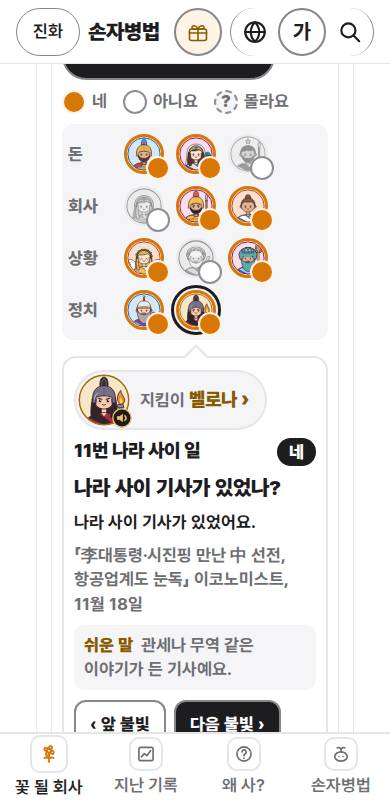 진화 손자병법 가
네 아니요 ? 몰라요
돈
회사
상황
정치
지킴이 벨로나 ›
11번 나라 사이 일 네
나라 사이 기사가 있었나?
나라 사이 기사가 있었어요.
「李대통령·시진핑 만난 中 선전,
항공업계도 눈독」 이코노미스트,
11월 18일
쉬운 말 관세나 무역 같은
이야기가 든 기사예요.
‹ 앞 불빛 다음 불빛 ›
꽃 필 회사 지난 기록 왜 사? 손자병법